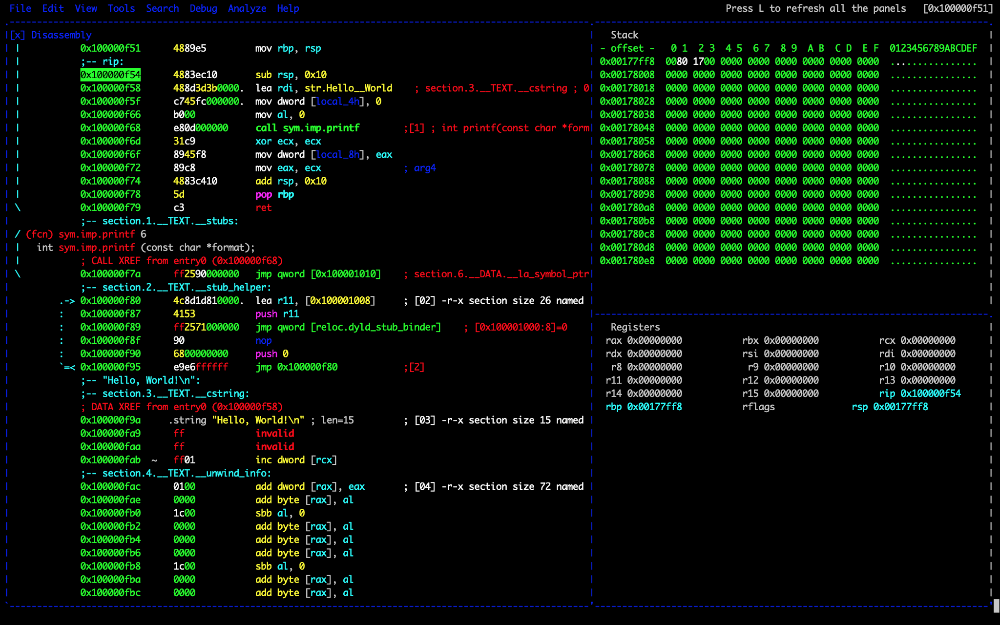 File Edit View Tools Search Debug Analyze Help Press L to refresh all the panels [0x100000f51]
[x] Disassembly
0x100000f51 4889e5 mov rbp, rsp
;-- rip:
0x100000f54 4883ec10 sub rsp, 0x10
0x100000f58 488d3d3b0000. lea rdi, str.Hello__World ; section.3.__TEXT.__cstring ; 0
0x100000f5f c745fc000000. mov dword [local_4h], 0
0x100000f66 b000 mov al, 0
0x100000f68 e80d000000 call sym.imp.printf ;[1] ; int printf(const char *form
0x100000f6d 31c9 xor ecx, ecx
0x100000f6f 8945f8 mov dword [local_8h], eax
0x100000f72 89c8 mov eax, ecx ; arg4
0x100000f74 4883c410 add rsp, 0x10
0x100000f78 5d pop rbp
\ 0x100000f79 c3 ret
;-- section.1.__TEXT.__stubs:
/ (fcn) sym.imp.printf 6
int sym.imp.printf (const char *format);
; CALL XREF from entry0 (0x100000f68)
\ 0x100000f7a ff2590000000 jmp qword [0x100001010] ; section.6.__DATA.__la_symbol_ptr
;-- section.2.__TEXT.__stub_helper:
.-> 0x100000f80 4c8d1d810000. lea r11, [0x100001008] ; [02] -r-x section size 26 named
: 0x100000f87 4153 push r11
: 0x100000f89 ff2571000000 jmp qword [reloc.dyld_stub_binder] ; [0x100001000:8]=0
: 0x100000f8f 90 nop
: 0x100000f90 6800000000 push 0
`=< 0x100000f95 e9e6ffffff jmp 0x100000f80 ;[2]
;-- "Hello, World!\n":
;-- section.3.__TEXT.__cstring:
; DATA XREF from entry0 (0x100000f58)
0x100000f9a .string "Hello, World!\n" ; len=15 ; [03] -r-x section size 15 named
0x100000fa9 ff invalid
0x100000faa ff invalid
0x100000fab ~ ff01 inc dword [rcx]
;-- section.4.__TEXT.__unwind_info:
0x100000fac 0100 add dword [rax], eax ; [04] -r-x section size 72 named
0x100000fae 0000 add byte [rax], al
0x100000fb0 1c00 sbb al, 0
0x100000fb2 0000 add byte [rax], al
0x100000fb4 0000 add byte [rax], al
0x100000fb6 0000 add byte [rax], al
0x100000fb8 1c00 sbb al, 0
0x100000fba 0000 add byte [rax], al
0x100000fbc 0000 add byte [rax], al
Stack
- offset - 0 1 2 3 4 5 6 7 8 9 A B C D E F 0123456789ABCDEF
0x00177ff8 0080 1700 0000 0000 0000 0000 0000 0000 ................
0x00178008 0000 0000 0000 0000 0000 0000 0000 0000 ................
0x00178018 0000 0000 0000 0000 0000 0000 0000 0000 ................
0x00178028 0000 0000 0000 0000 0000 0000 0000 0000 ................
0x00178038 0000 0000 0000 0000 0000 0000 0000 0000 ................
0x00178048 0000 0000 0000 0000 0000 0000 0000 0000 ................
0x00178058 0000 0000 0000 0000 0000 0000 0000 0000 ................
0x00178068 0000 0000 0000 0000 0000 0000 0000 0000 ................
0x00178078 0000 0000 0000 0000 0000 0000 0000 0000 ................
0x00178088 0000 0000 0000 0000 0000 0000 0000 0000 ................
0x00178098 0000 0000 0000 0000 0000 0000 0000 0000 ................
0x001780a8 0000 0000 0000 0000 0000 0000 0000 0000 ................
0x001780b8 0000 0000 0000 0000 0000 0000 0000 0000 ................
0x001780c8 0000 0000 0000 0000 0000 0000 0000 0000 ................
0x001780d8 0000 0000 0000 0000 0000 0000 0000 0000 ................
0x001780e8 0000 0000 0000 0000 0000 0000 0000 0000 ................
Registers
rax 0x00000000 rbx 0x00000000 rcx 0x00000000
rdx 0x00000000 rsi 0x00000000 rdi 0x00000000
r8 0x00000000 r9 0x00000000 r10 0x00000000
r11 0x00000000 r12 0x00000000 r13 0x00000000
r14 0x00000000 r15 0x00000000 rip 0x100000f54
rbp 0x00177ff8 rflags rsp 0x00177ff8